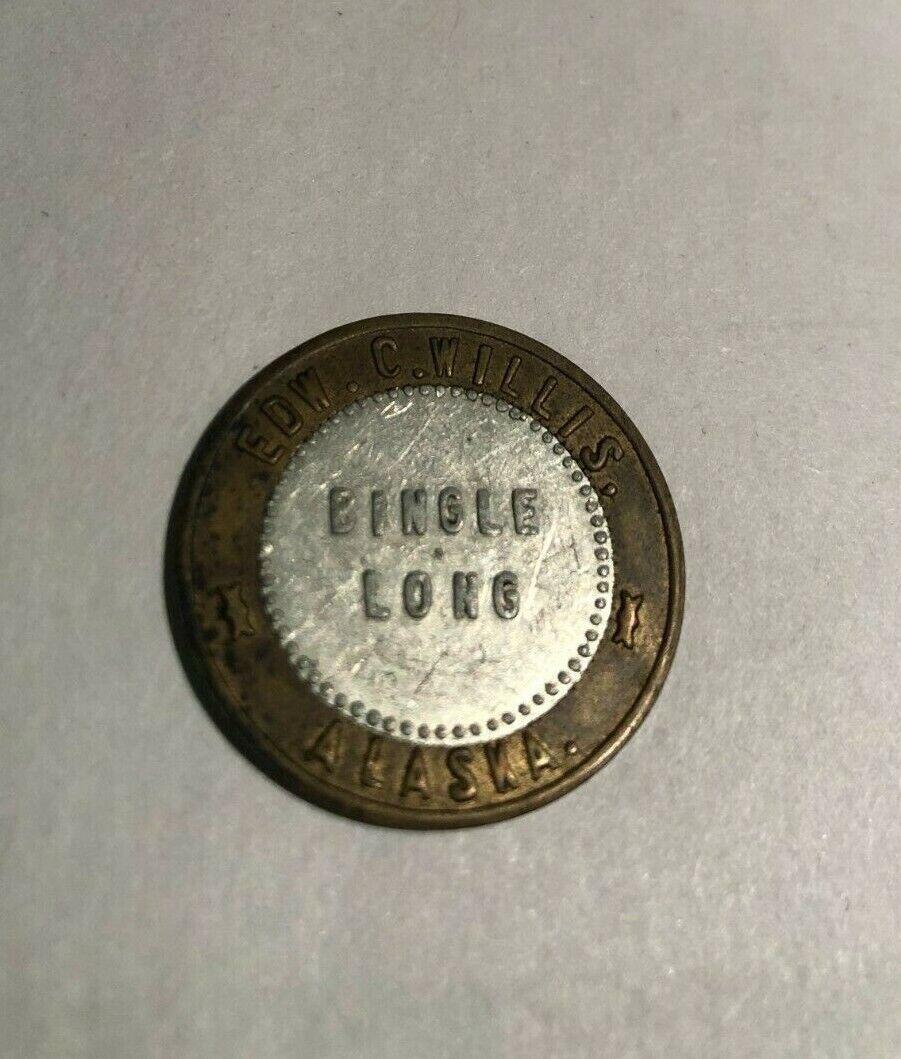 EDW. C. WILLIS,
BINGLE
LONG
ALASKA.